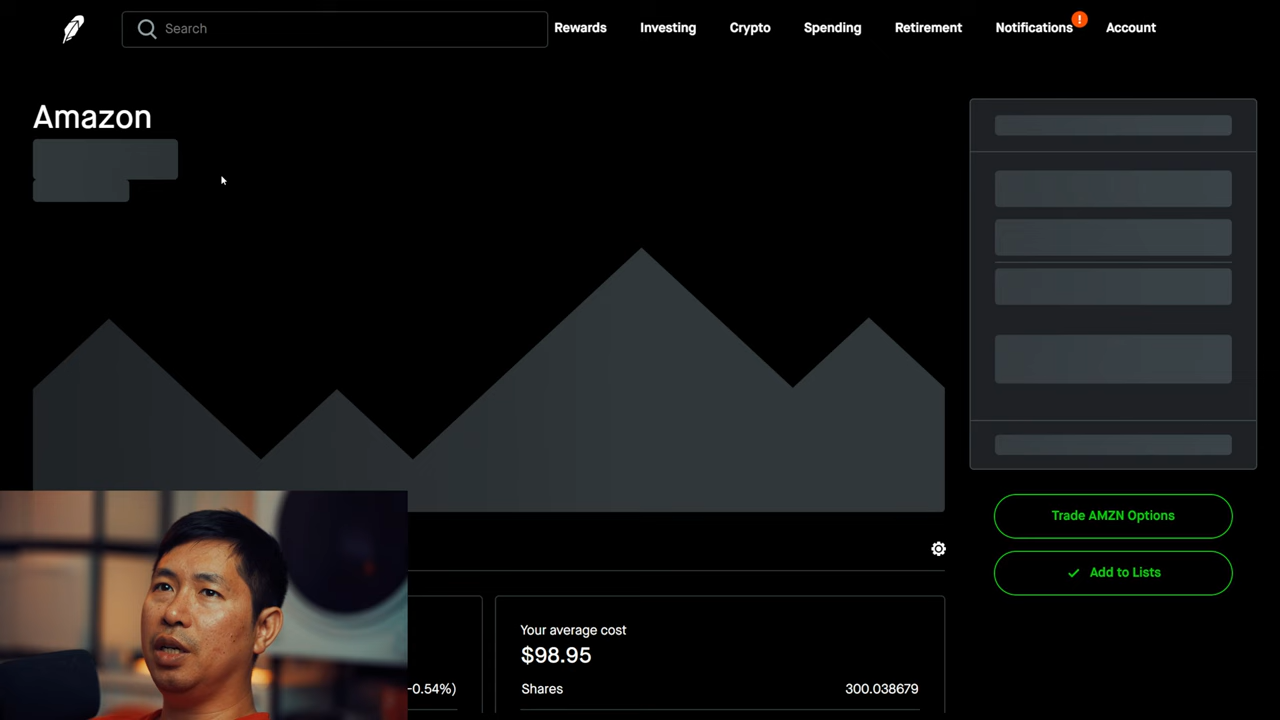 Search
Rewards
Investing
Crypto
Spending
Retirement
Notifications
!
Account
Amazon
Trade AMZN Options
Add to Lists
Your average cost
$98.95
-0.54%)
Shares
300.038679